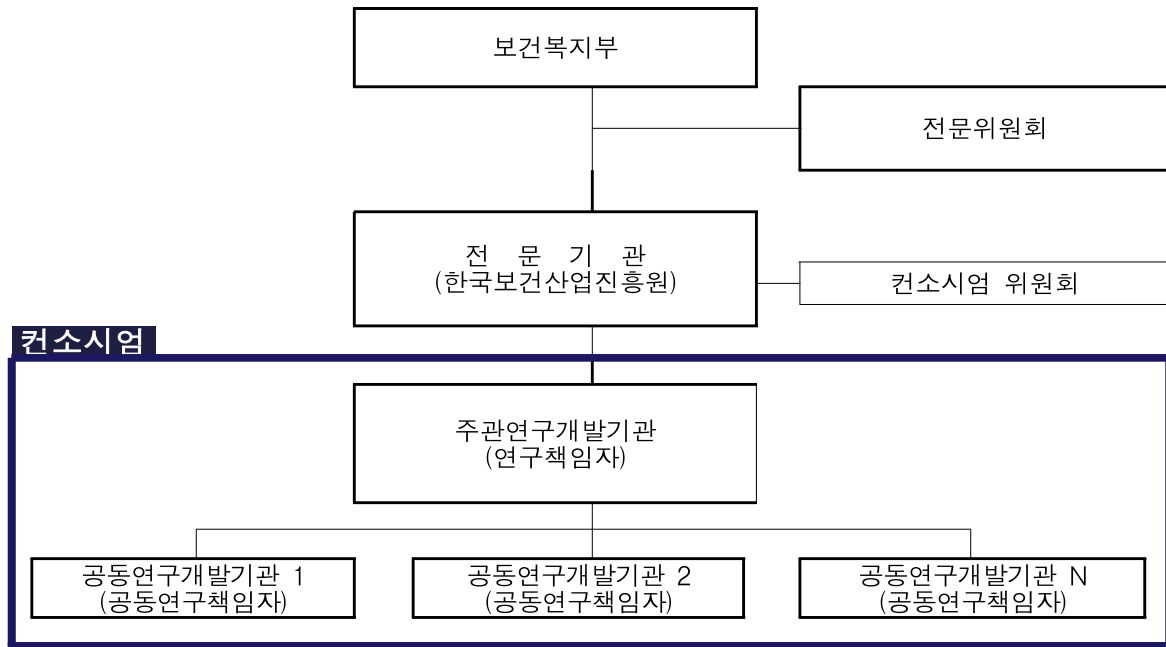 보건복지부
전문위원회
전 문 기 관
(한국보건산업진흥원)
컨소시엄 위원회
컨소시엄
주관연구개발기관
(연구책임자)
공동연구개발기관 1
(공동연구책임자)
공동연구개발기관 2
(공동연구책임자)
공동연구개발기관 N
(공동연구책임자)